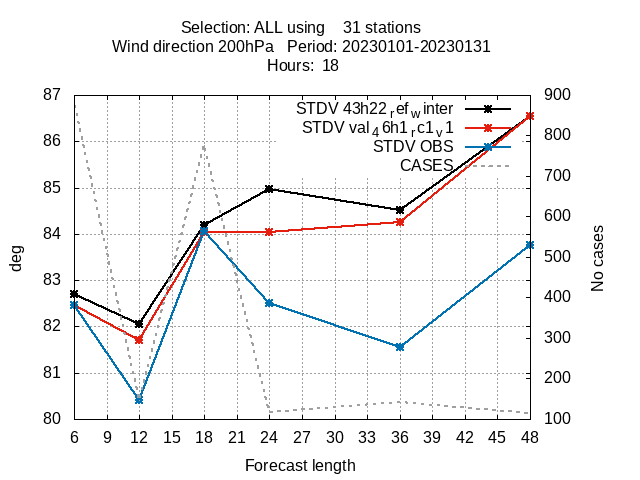 Selection: ALL using 31 stations
Wind direction 200hPa Period: 20230101-20230131
Hours: 18
STDV 43h22_ref_winter
STDV val_46h1_rc1_v1
STDV OBS
CASES
87
86
85
84
83
82
81
80
deg
900
800
700
600
500
400
300
200
100
No cases
6 9 12 15 18 21 24 27 30 33 36 39 42 45 48
Forecast length